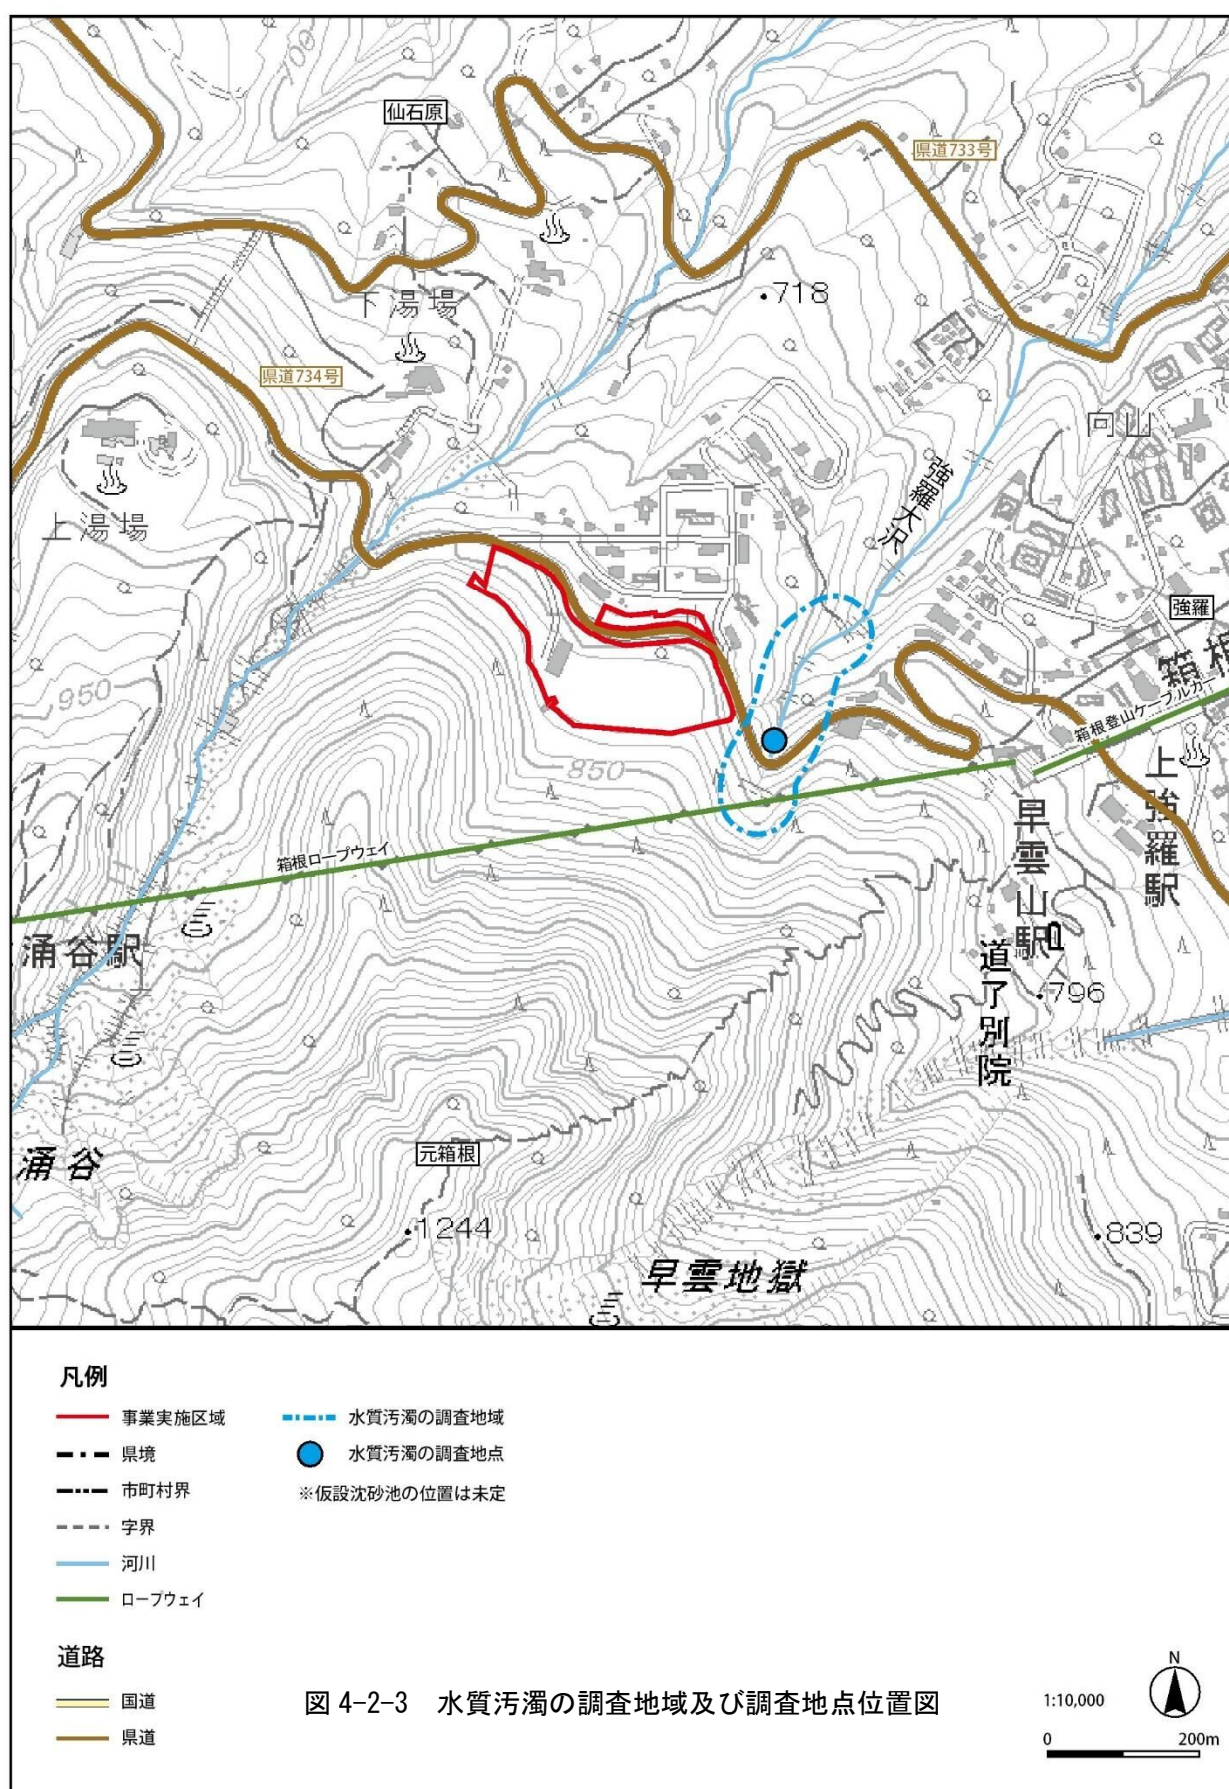 700
仙石原
県道733号
718
下湯場
県道734号
向山
強羅大沢
上湯場
強羅
箱根
950
箱根登山ケーブルカー
850
上強羅駅
早雲山駅
箱根ロープウェイ
涌谷駅
道了別院
796
涌谷
元箱根
1244
839
早雲地獄
凡例
事業実施区域
水質汚濁の調査地域
県境
水質汚濁の調査地点
市町村界
※仮設沈砂池の位置は未定
字界
河川
ロープウェイ
道路
国道
県道
図 4-2-3 水質汚濁の調査地域及び調査地点位置図
N
1:10,000
0 200m